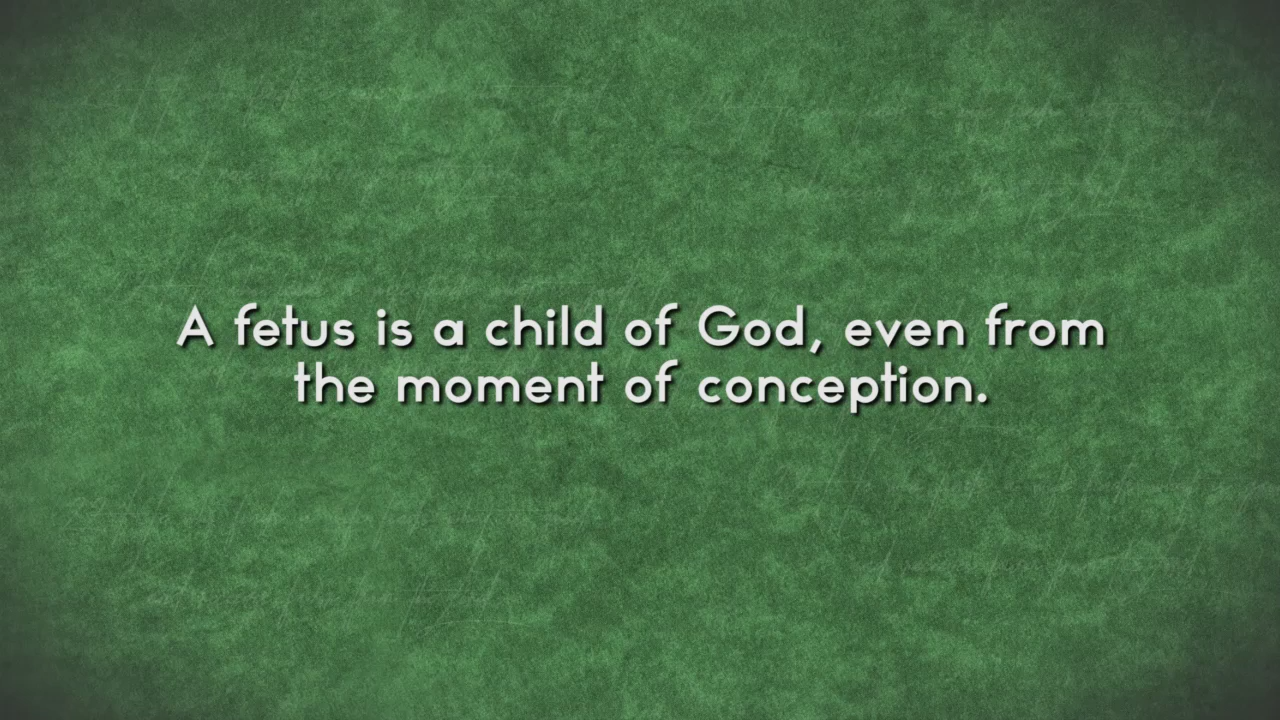 A fetus is a child of God, even from
the moment of conception.